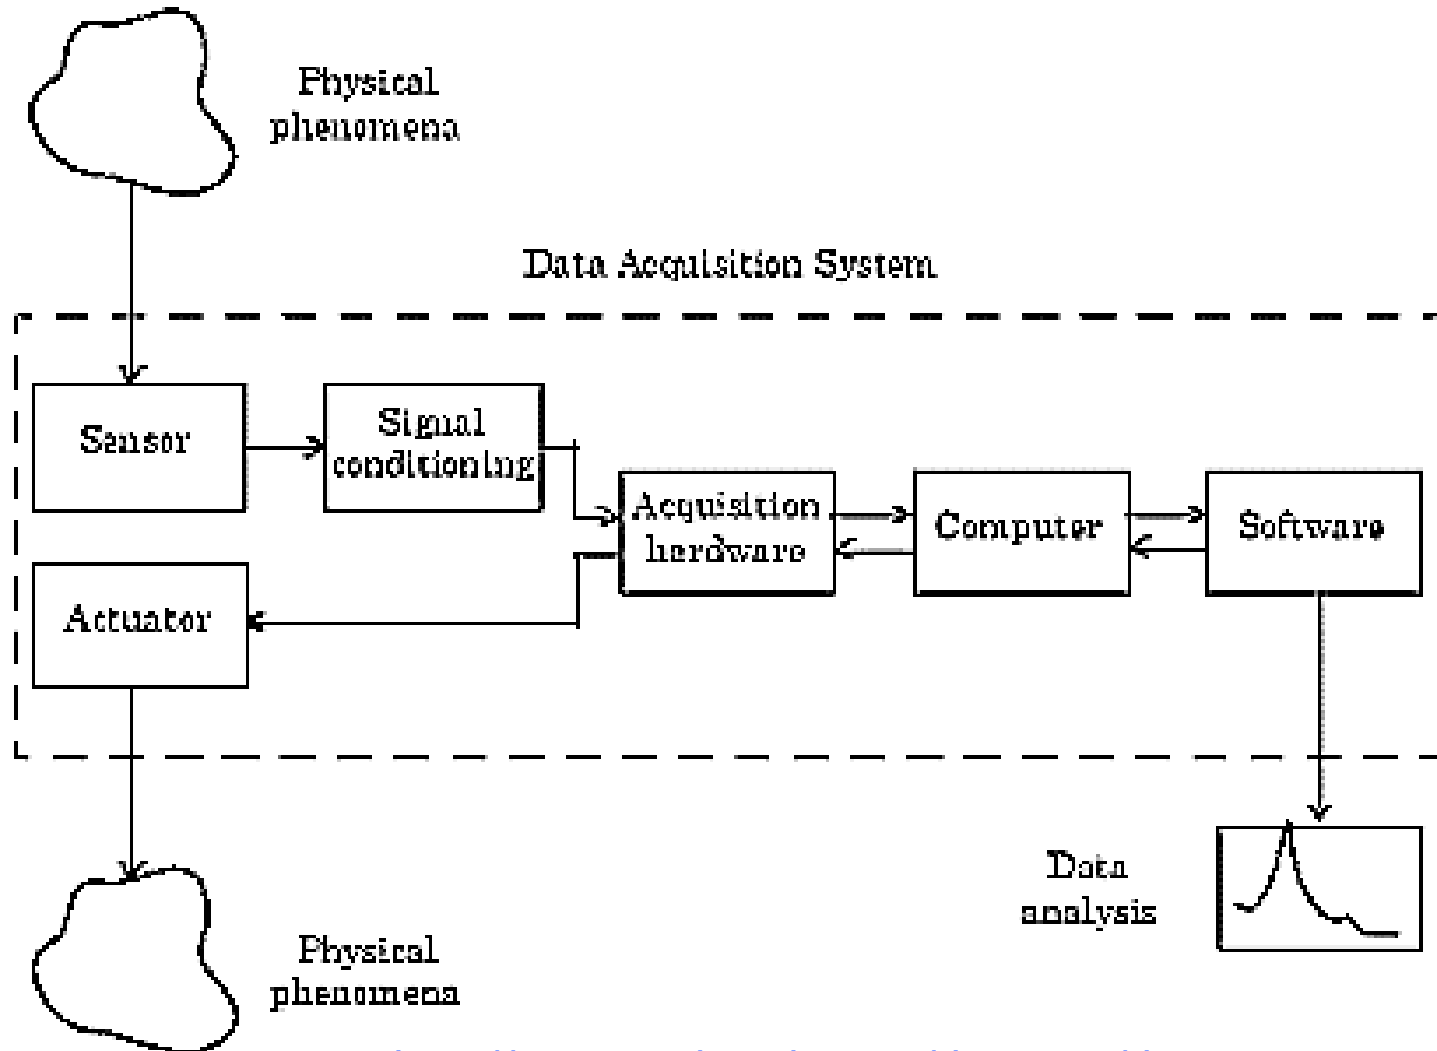 Physical
phenomena
Data Acquisition System
Sensor
Signal
conditioning
Acquisition
hardware
Computer
Software
Actuator
Data
analysis
Physical
phenomena